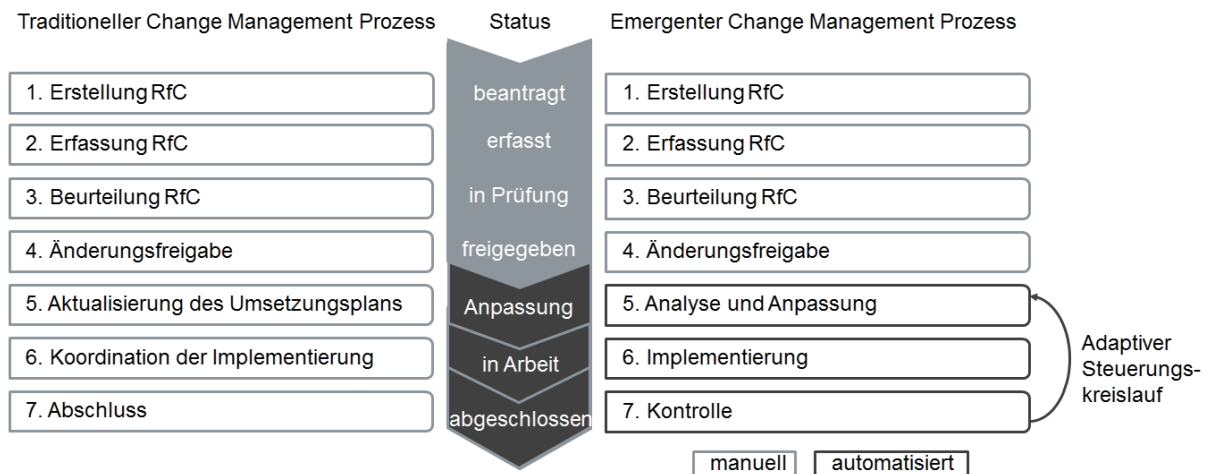 Traditioneller Change Management Prozess
Status
Emergenter Change Management Prozess
1. Erstellung RfC
beantragt
1. Erstellung RfC
2. Erfassung RfC
erfasst
2. Erfassung RfC
3. Beurteilung RfC
in Prüfung
3. Beurteilung RfC
4. Änderungsfreigabe
freigegeben
4. Änderungsfreigabe
5. Aktualisierung des Umsetzungsplans
Anpassung
5. Analyse und Anpassung
6. Koordination der Implementierung
in Arbeit
6. Implementierung
7. Abschluss
abgeschlossen
7. Kontrolle
Adaptiver
Steuerungs-
kreislauf
manuell
automatisiert